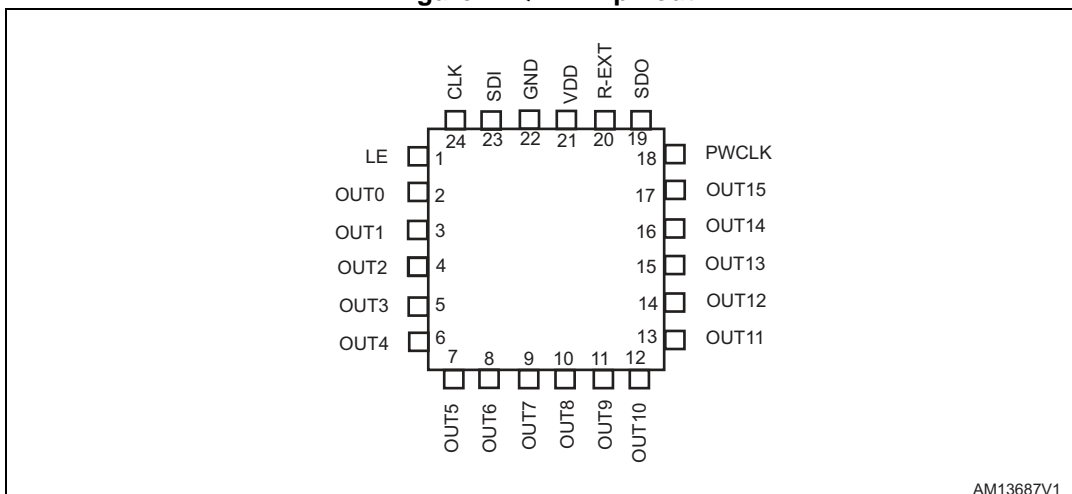 CLK SDI GND VDD R-EXT SDO
24 23 22 21 20 19
LE 1 18 PWCLK
OUT0 2 17 OUT15
OUT1 3 16 OUT14
OUT2 4 15 OUT13
OUT3 5 14 OUT12
OUT4 6 13 OUT11
7 8 9 10 11 12
OUT5 OUT6 OUT7 OUT8 OUT9 OUT10
AM13687V1